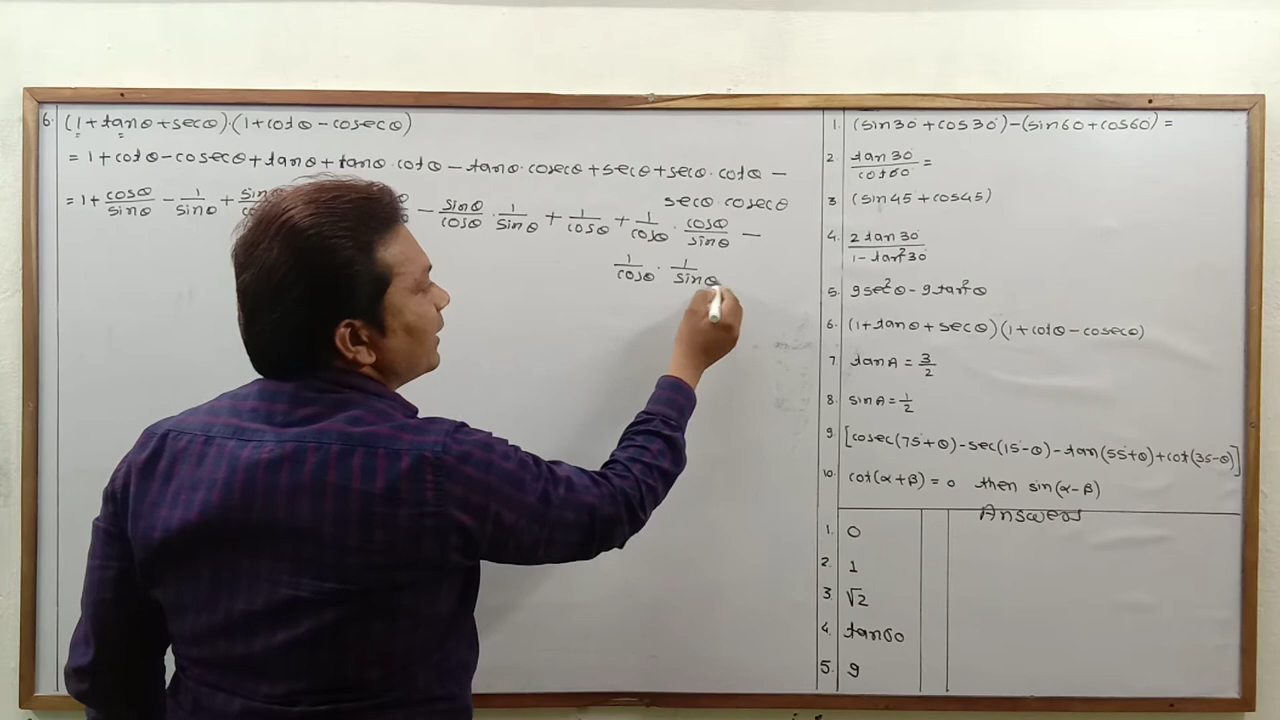 6. (1+tanθ+secθ).(1+cotθ-cosecθ)
= 1+cotθ-cosecθ+tanθ+tanθ.cotθ-tanθ.cosecθ+secθ+secθ.cotθ-
secθ.cosecθ
= 1+cosθ/sinθ - 1/sinθ + - sinθ/cosθ . 1/sinθ + 1/cosθ + 1/cosθ . cosθ/sinθ -
1/cosθ . 1/sinθ
1. (sin30°+cos30°)-(sin60+cos60°)=
2. tan30°/cot60° =
3 (sin45+cos45)
4. 2tan30/1-tan²30
5. 9sec²θ-9tan²θ
6. (1+tanθ+secθ)(1+cotθ-cosecθ)
7. tanA = 3/2
8. sinA = 1/2
9. [cosec(75°+θ)-sec(15°-θ)-tan(55°+θ)+cot(35-θ)]
10. cot(α+β) = 0 then sin(α-β)
Answers
1. 0
2. 1
3. √2
4. tan60
5. 9